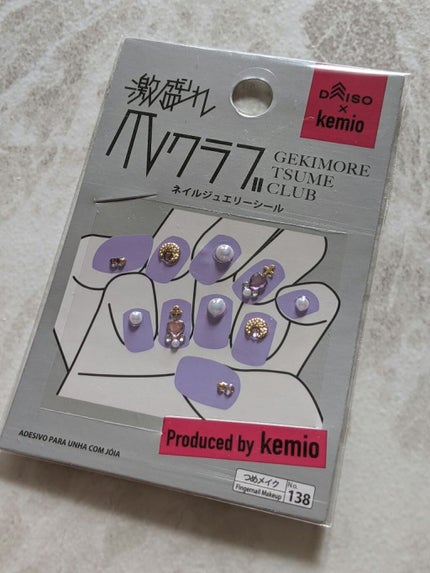 激盛れ
爪クラブ
GEKIMORE
TSUME
CLUB
ネイルジュエリーシール
DAISO
×
kemio
ADESIVO PARA UNHA COM JÓIA
Produced by kemio
つめメイク
Fingernail Makeup
No.
138